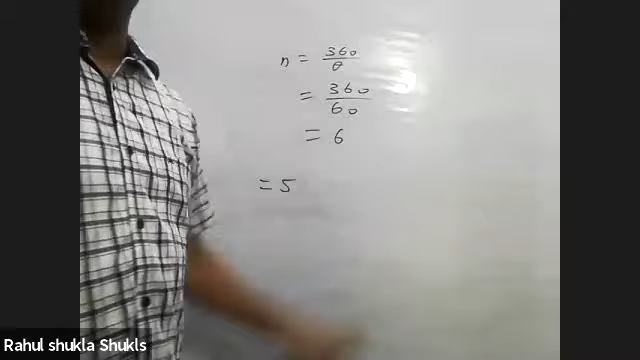 n = 360/θ
= 360/60
= 6
= 5
Rahul shukla Shukls